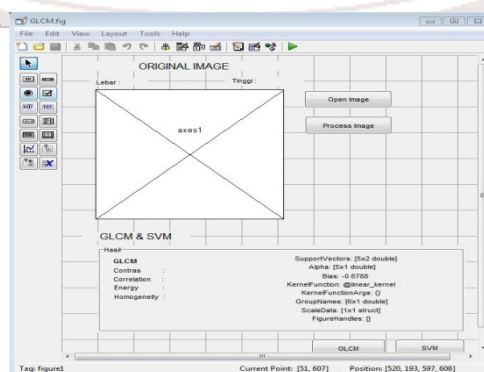 GLCM.fig
File Edit View Layout Tools Help
ORIGINAL IMAGE
Lebar : Tinggi :
axes1
Open Image
Process Image
GLCM & SVM
Hasil
GLCM
Contras :
Correlation :
Energy :
Homogeneity :
SupportVectors: [5x2 double]
Alpha: [5x1 double]
Bias: -0.6788
KernelFunction: @linear_kernel
KernelFunctionArgs: {}
GroupNames: [6x1 double]
ScaleData: [1x1 struct]
FigureHandles: []
GLCM SVM
Tag: figure1 Current Point: [51, 607] Position: [520, 193, 597, 608]